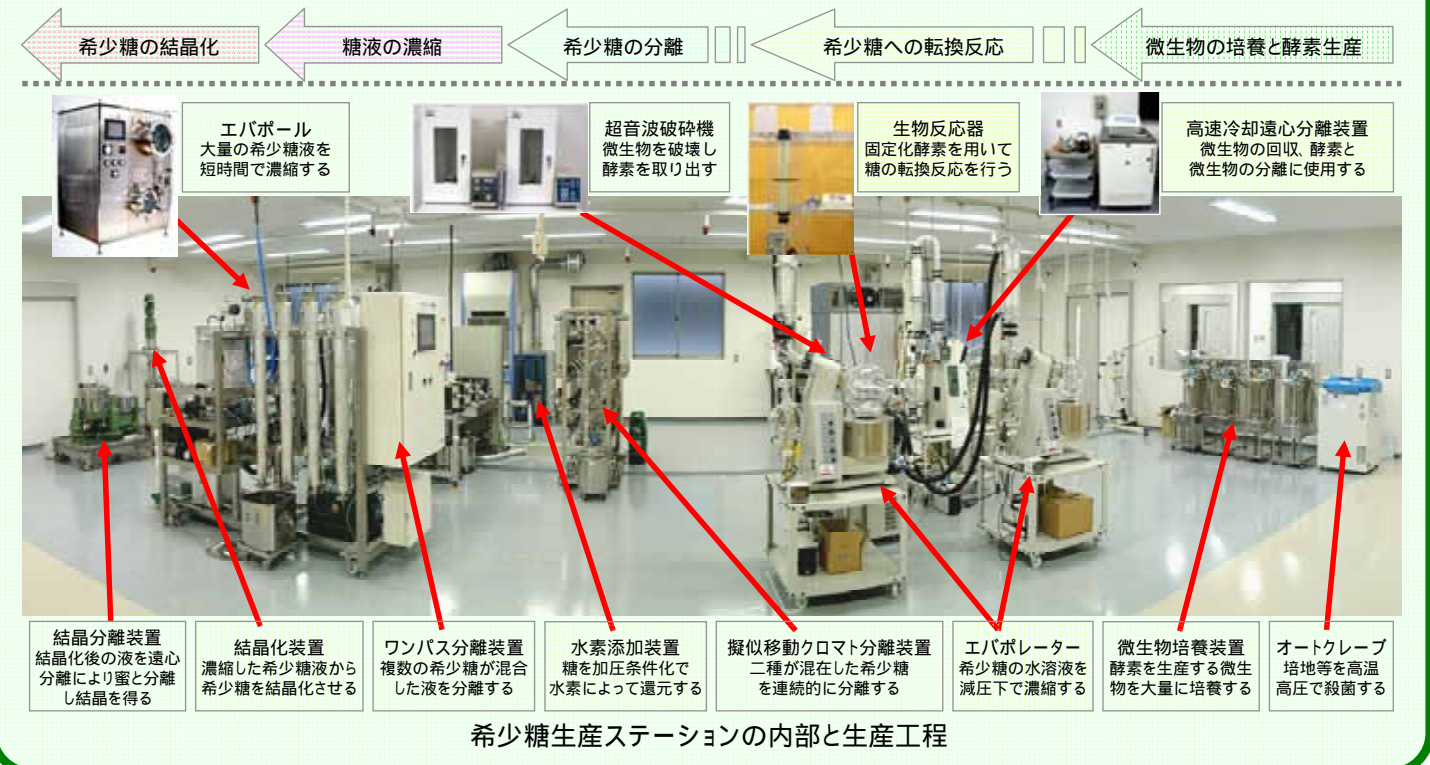 希少糖の結晶化
糖液の濃縮
希少糖の分離
希少糖への転換反応
微生物の培養と酵素生産
エバポール
大量の希少糖液を
短時間で濃縮する
超音波破砕機
微生物を破壊し
酵素を取り出す
生物反応器
固定化酵素を用いて
糖の転換反応を行う
高速冷却遠心分離装置
微生物の回収、酵素と
微生物の分離に使用する
結晶分離装置
結晶化後の液を遠心
分離により蜜と分離
し結晶を得る
結晶化装置
濃縮した希少糖液から
希少糖を結晶化させる
ワンパス分離装置
複数の希少糖が混合
した液を分離する
水素添加装置
糖を加圧条件化で
水素によって還元する
擬似移動クロマト分離装置
二種が混在した希少糖
を連続的に分離する
エバポレーター
希少糖の水溶液を
減圧下で濃縮する
微生物培養装置
酵素を生産する微生
物を大量に培養する
オートクレーブ
培地等を高温
高圧で殺菌する
希少糖生産ステーションの内部と生産工程